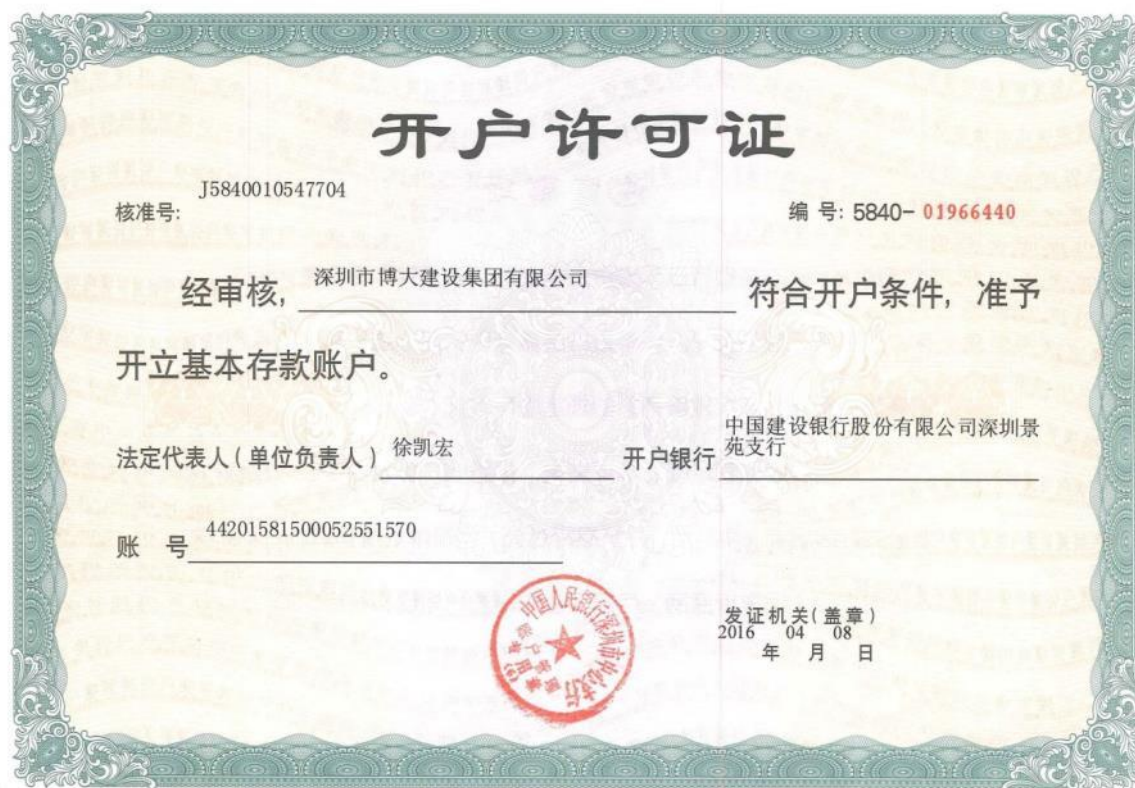 开户许可证
核准号: J5840010547704
编 号: 5840- 01966440
经审核, 深圳市博大建设集团有限公司 符合开户条件, 准予
开立基本存款账户。
法定代表人(单位负责人) 徐凯宏 开户银行 中国建设银行股份有限公司深圳景
苑支行
账 号 44201581500052551570
发证机关(盖章)
2016 04 08
年 月 日
中国人民银行深圳市中心支行
账户管理